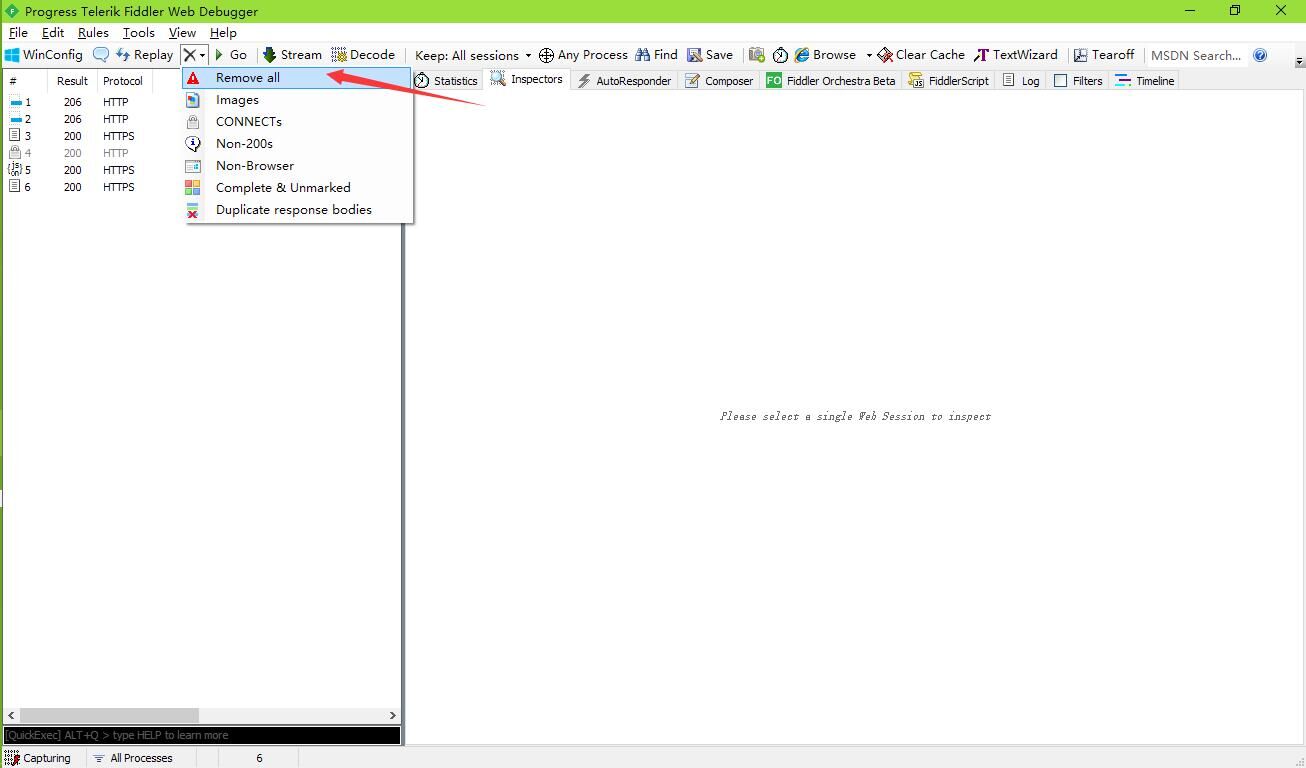 Progress Telerik Fiddler Web Debugger
File Edit Rules Tools View Help
WinConfig Replay Go Stream Decode Keep: All sessions Any Process Find Save Browse Clear Cache TextWizard Tearoff MSDN Search...
# Result Protocol
Remove all
Images
CONNECTs
Non-200s
Non-Browser
Complete & Unmarked
Duplicate response bodies
1 206 HTTP
2 206 HTTP
3 200 HTTPS
4 200 HTTP
5 200 HTTPS
6 200 HTTPS
Statistics Inspectors AutoResponder Composer FO Fiddler Orchestra Beta FiddlerScript Log Filters Timeline
Please select a single Web Session to inspect
[QuickExec] ALT+Q > type HELP to learn more
Capturing All Processes 6